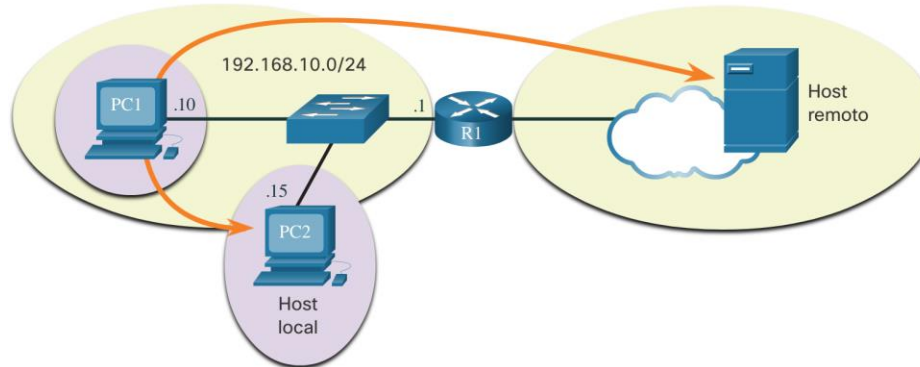 192.168.10.0/24
PC1
.10
.1
R1
Host
remoto
.15
PC2
Host
local